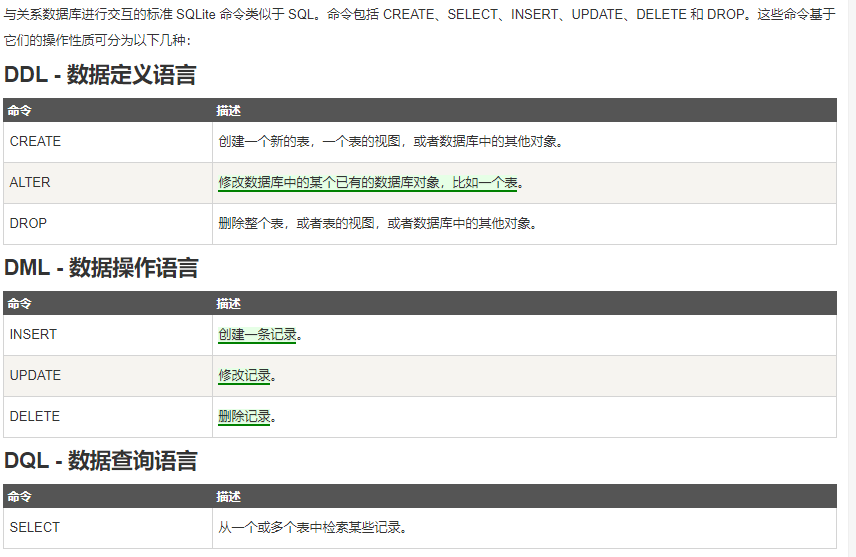 与关系数据库进行交互的标准 SQLite 命令类似于 SQL。命令包括 CREATE、SELECT、INSERT、UPDATE、DELETE 和 DROP。这些命令基于
它们的操作性质可分为以下几种：
DDL - 数据定义语言
命令 描述
CREATE 创建一个新的表，一个表的视图，或者数据库中的其他对象。
ALTER 修改数据库中的某个已有的数据库对象，比如一个表。
DROP 删除整个表，或者表的视图，或者数据库中的其他对象。
DML - 数据操作语言
命令 描述
INSERT 创建一条记录。
UPDATE 修改记录。
DELETE 删除记录。
DQL - 数据查询语言
命令 描述
SELECT 从一个或多个表中检索某些记录。